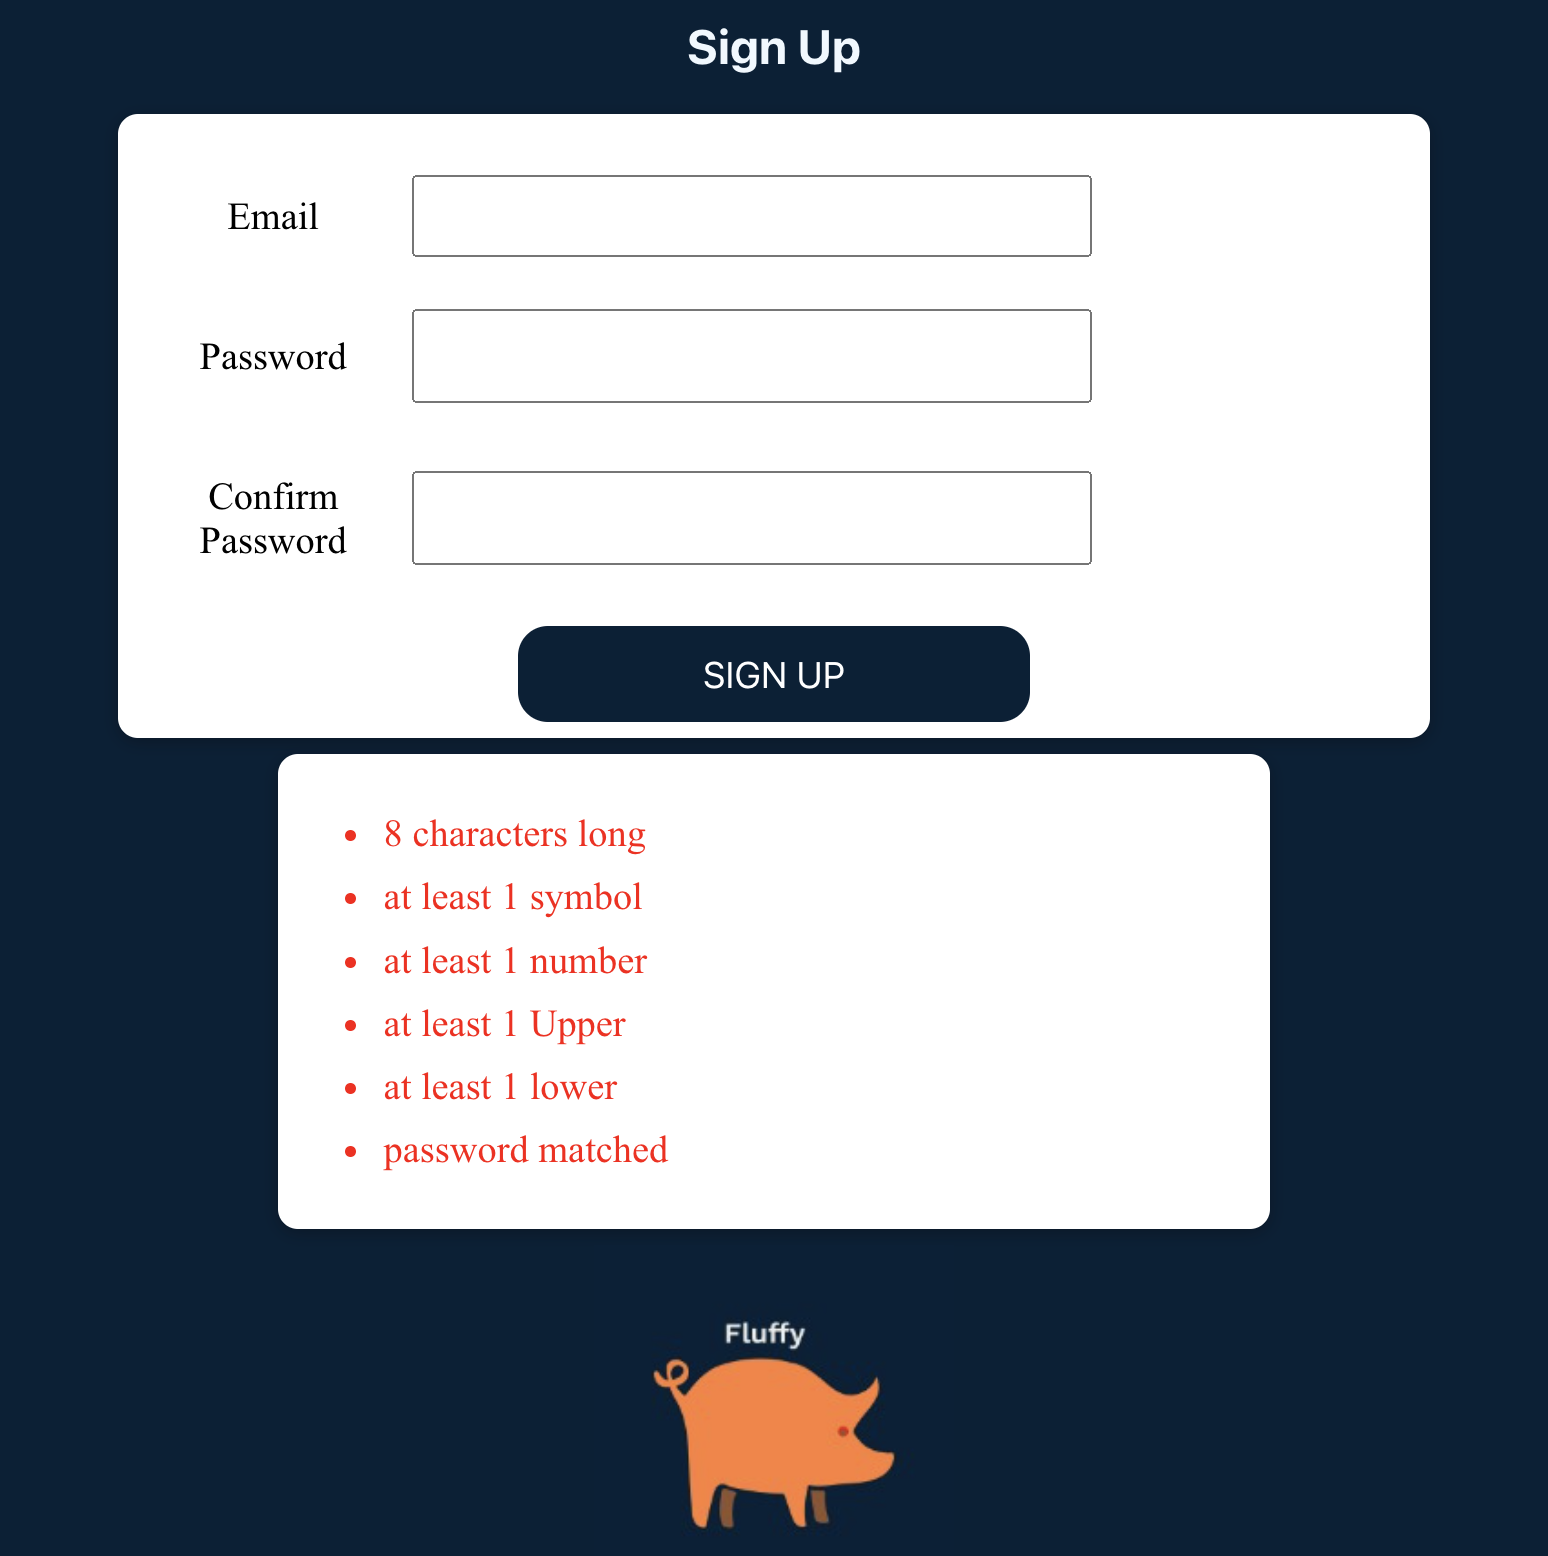 Sign Up
Email
Password
Confirm
Password
SIGN UP
8 characters long
at least 1 symbol
at least 1 number
at least 1 Upper
at least 1 lower
password matched
Fluffy